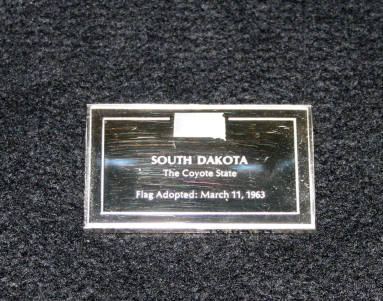 SOUTH DAKOTA
The Coyote State
Flag Adopted: March 11, 1963